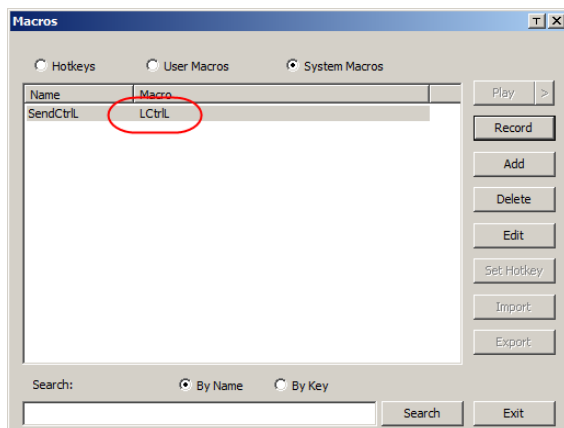 Macros
T X
Hotkeys User Macros System Macros
Name Macro Play >
SendCtrlL LCtrlL
Record
Add
Delete
Edit
Set Hotkey
Import
Export
Search: By Name By Key
Search Exit